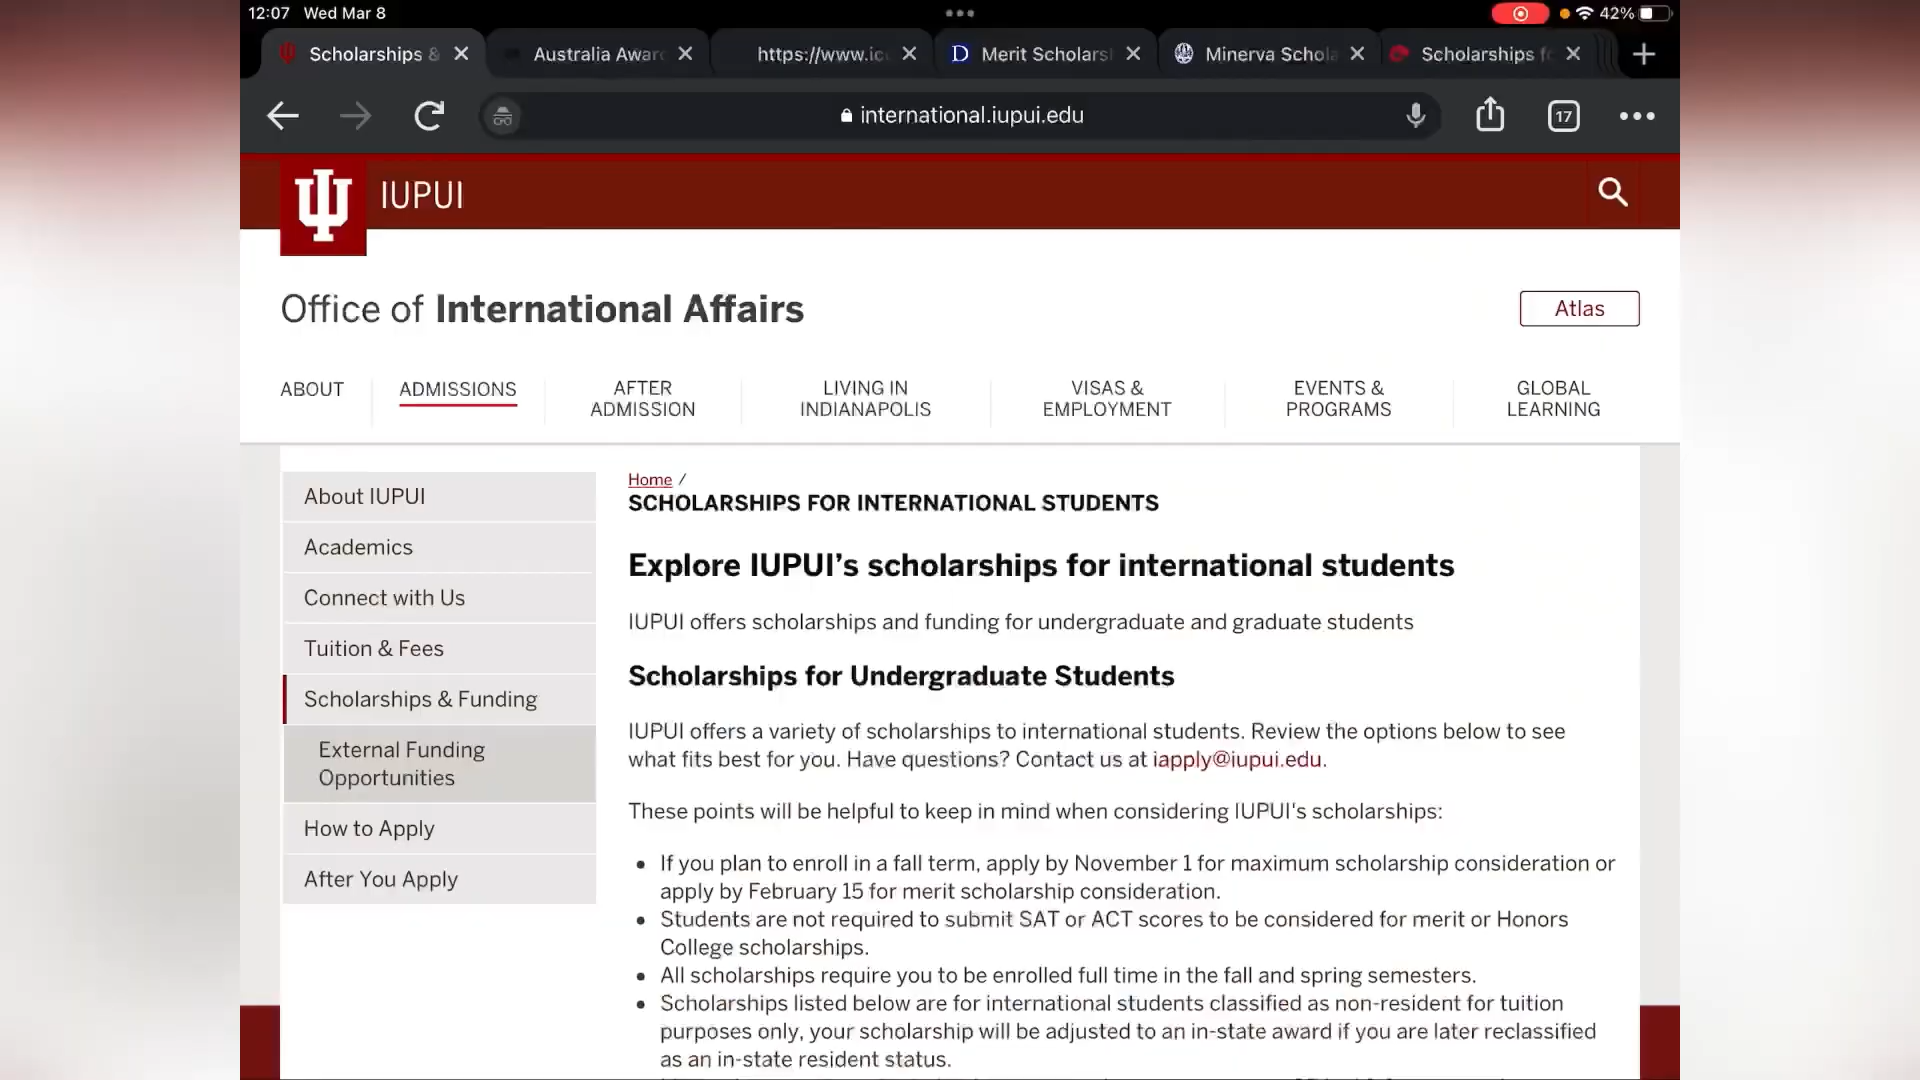 12:07 Wed Mar 8
42%
Scholarships &
Australia Awar
https://www.ic
D Merit Scholars
Minerva Schola
Scholarships f
international.iupui.edu
17
IUPUI
Office of International Affairs
Atlas
ABOUT
ADMISSIONS
AFTER
ADMISSION
LIVING IN
INDIANAPOLIS
VISAS &
EMPLOYMENT
EVENTS &
PROGRAMS
GLOBAL
LEARNING
About IUPUI
Academics
Connect with Us
Tuition & Fees
Scholarships & Funding
External Funding
Opportunities
How to Apply
After You Apply
Home /
SCHOLARSHIPS FOR INTERNATIONAL STUDENTS
Explore IUPUI’s scholarships for international students
IUPUI offers scholarships and funding for undergraduate and graduate students
Scholarships for Undergraduate Students
IUPUI offers a variety of scholarships to international students. Review the options below to see
what fits best for you. Have questions? Contact us at iapply@iupui.edu.
These points will be helpful to keep in mind when considering IUPUI's scholarships:
• If you plan to enroll in a fall term, apply by November 1 for maximum scholarship consideration or
apply by February 15 for merit scholarship consideration.
• Students are not required to submit SAT or ACT scores to be considered for merit or Honors
College scholarships.
• All scholarships require you to be enrolled full time in the fall and spring semesters.
• Scholarships listed below are for international students classified as non-resident for tuition
purposes only, your scholarship will be adjusted to an in-state award if you are later reclassified
as an in-state resident status.